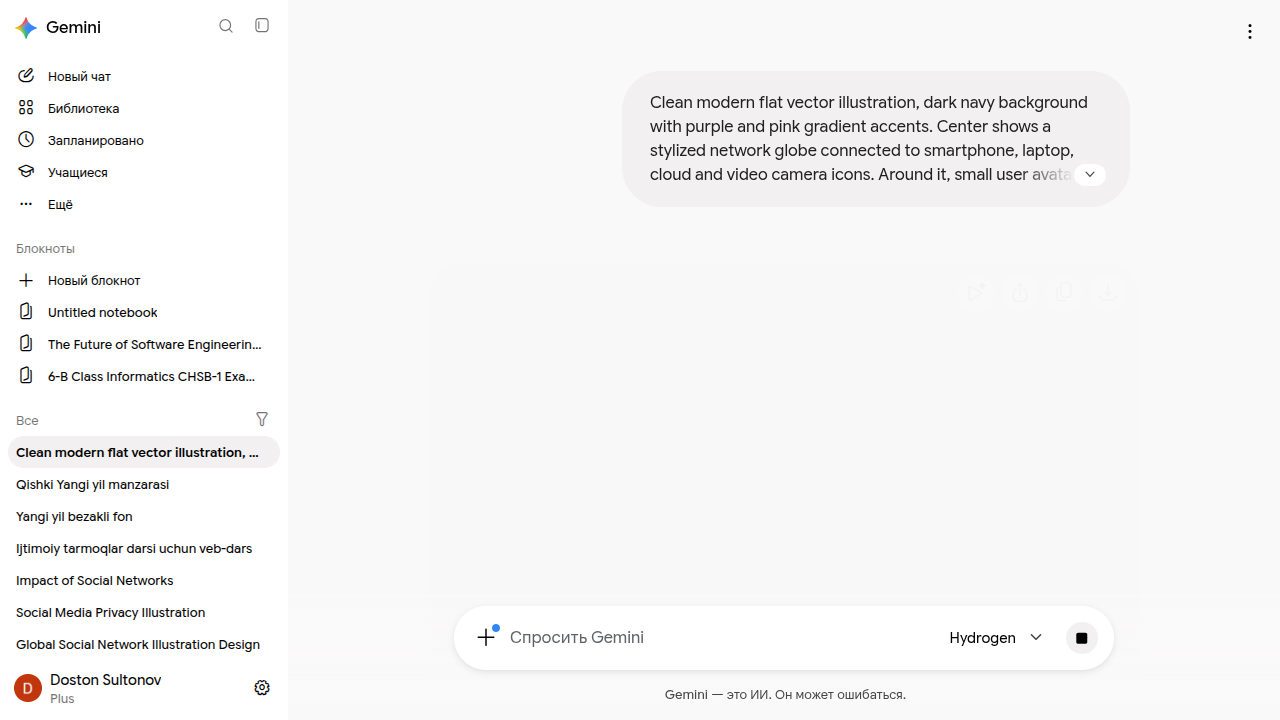 Gemini
Новый чат
Библиотека
Запланировано
Учащиеся
Ещё
Блокноты
Новый блокнот
Untitled notebook
The Future of Software Engineerin...
6-B Class Informatics CHSB-1 Exa...
Все
Clean modern flat vector illustration, ...
Qishki Yangi yil manzarasi
Yangi yil bezakli fon
Ijtimoiy tarmoqlar darsi uchun veb-dars
Impact of Social Networks
Social Media Privacy Illustration
Global Social Network Illustration Design
D
Doston Sultonov
Plus
Clean modern flat vector illustration, dark navy background
with purple and pink gradient accents. Center shows a
stylized network globe connected to smartphone, laptop,
cloud and video camera icons. Around it, small user avata
Спросить Gemini
Hydrogen
Gemini — это ИИ. Он может ошибаться.